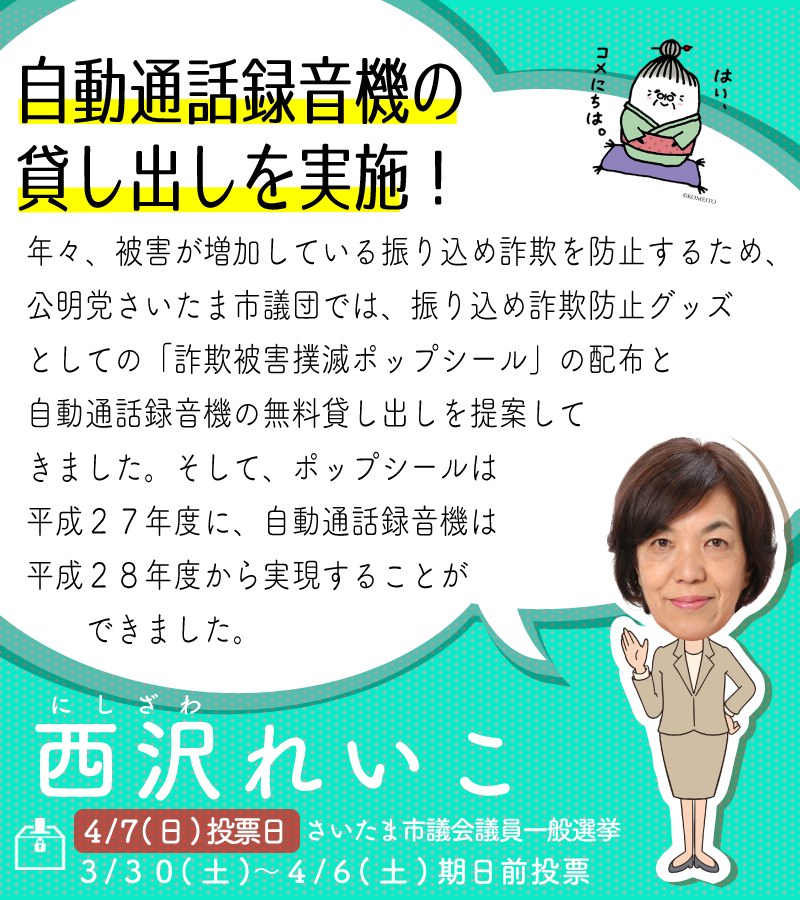 自動通話録音機の
貸し出しを実施！
はい、
コメにちは。
©KOMEITO
年々、被害が増加している振り込め詐欺を防止するため、
公明党さいたま市議団では、振り込め詐欺防止グッズ
としての「詐欺被害撲滅ポップシール」の配布と
自動通話録音機の無料貸し出しを提案して
きました。そして、ポップシールは
平成２７年度に、自動通話録音機は
平成２８年度から実現することが
できました。
にしざわ
西沢れいこ
4/7(日)投票日 さいたま市議会議員一般選挙
３/３０(土)～４/６(土)期日前投票